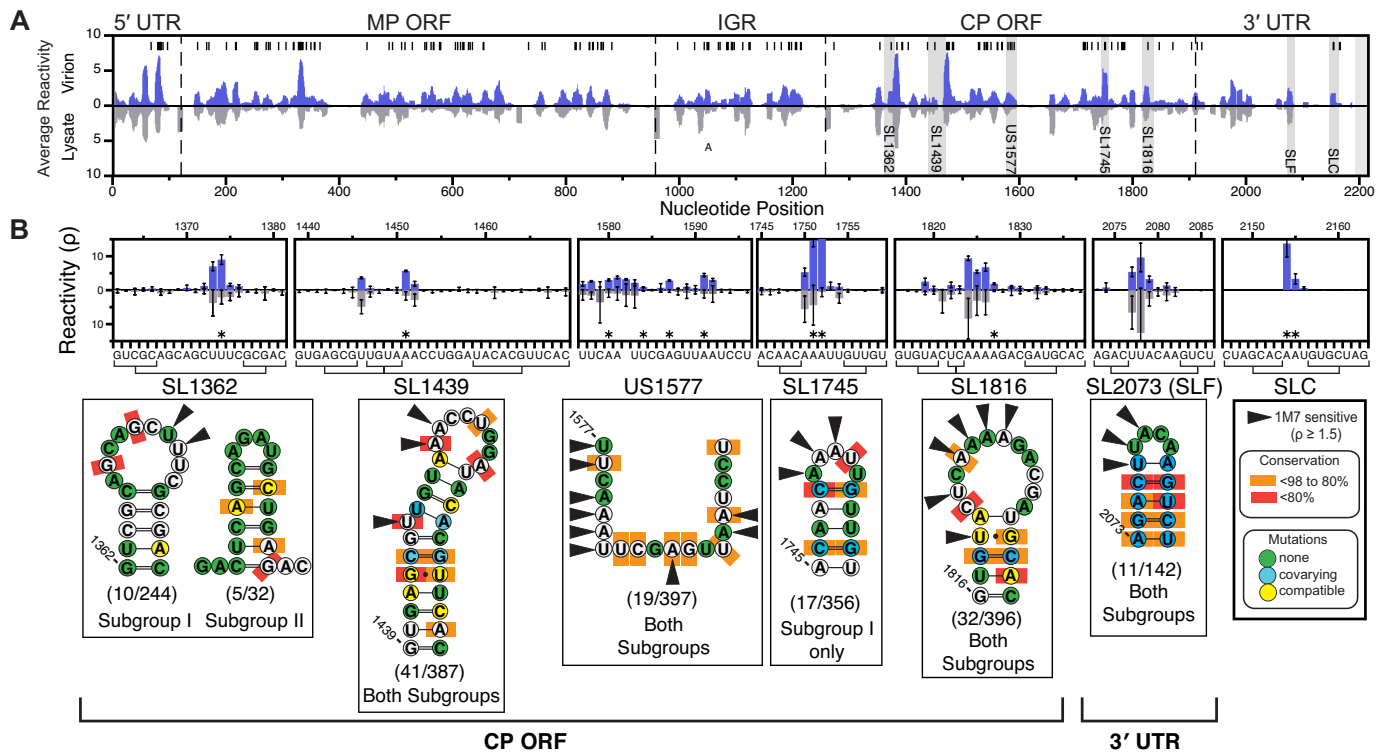 A
5′ UTR MP ORF IGR CP ORF 3′ UTR
Average Reactivity
Lysate Virion
10
5
0
5
10
A
SL1362 SL1439 US1577 SL1745 SL1816 SLF SLC
0 200 400 600 800 1000 1200 1400 1600 1800 2000 2200
Nucleotide Position
B
1370 1380 1440 1450 1460 1580 1590 1745 1750 1755 1820 1830 2075 2080 2085 2150 2160
Reactivity (ρ)
10
0
10
* * * * * * * * * * *
GUCGCAGCAGCUUUCGCGAC GUGAGCGUUGUAAACCUGGAUACACGUUCAC UUCAA UUCGAGUUAAUCCU ACAACAAAUUGUUGU GUGUACUCAAAAGACGAUGCAC AGACUUACAAGUCU CUAGCACAAUGUGCUAG
SL1362 SL1439 US1577 SL1745 SL1816 SL2073 (SLF) SLC
1362
G U C G C A G C A G C U U U C G C G A C
(10/244)
Subgroup I
G A C U C A G G A C G A U G C U G A G A C
(5/32)
Subgroup II
1439
G U G A G C G U U G U A A A C C U G G A U A C A C G U U C A C
(41/387)
Both Subgroups
1577
U U C A A U U C G A G U U A A U C C U
(19/397)
Both
Subgroups
1745
A C A A C A A A U U G U U G U
(17/356)
Subgroup I
only
1816
G U G U A C U C A A A A G A C G A U G C A C
(32/396)
Both
Subgroups
2073
A G A C U U A C A A G U C U
(11/142)
Both
Subgroups
1M7 sensitive
(ρ ≥ 1.5)
Conservation
<98 to 80%
<80%
Mutations
none
covarying
compatible
CP ORF 3′ UTR